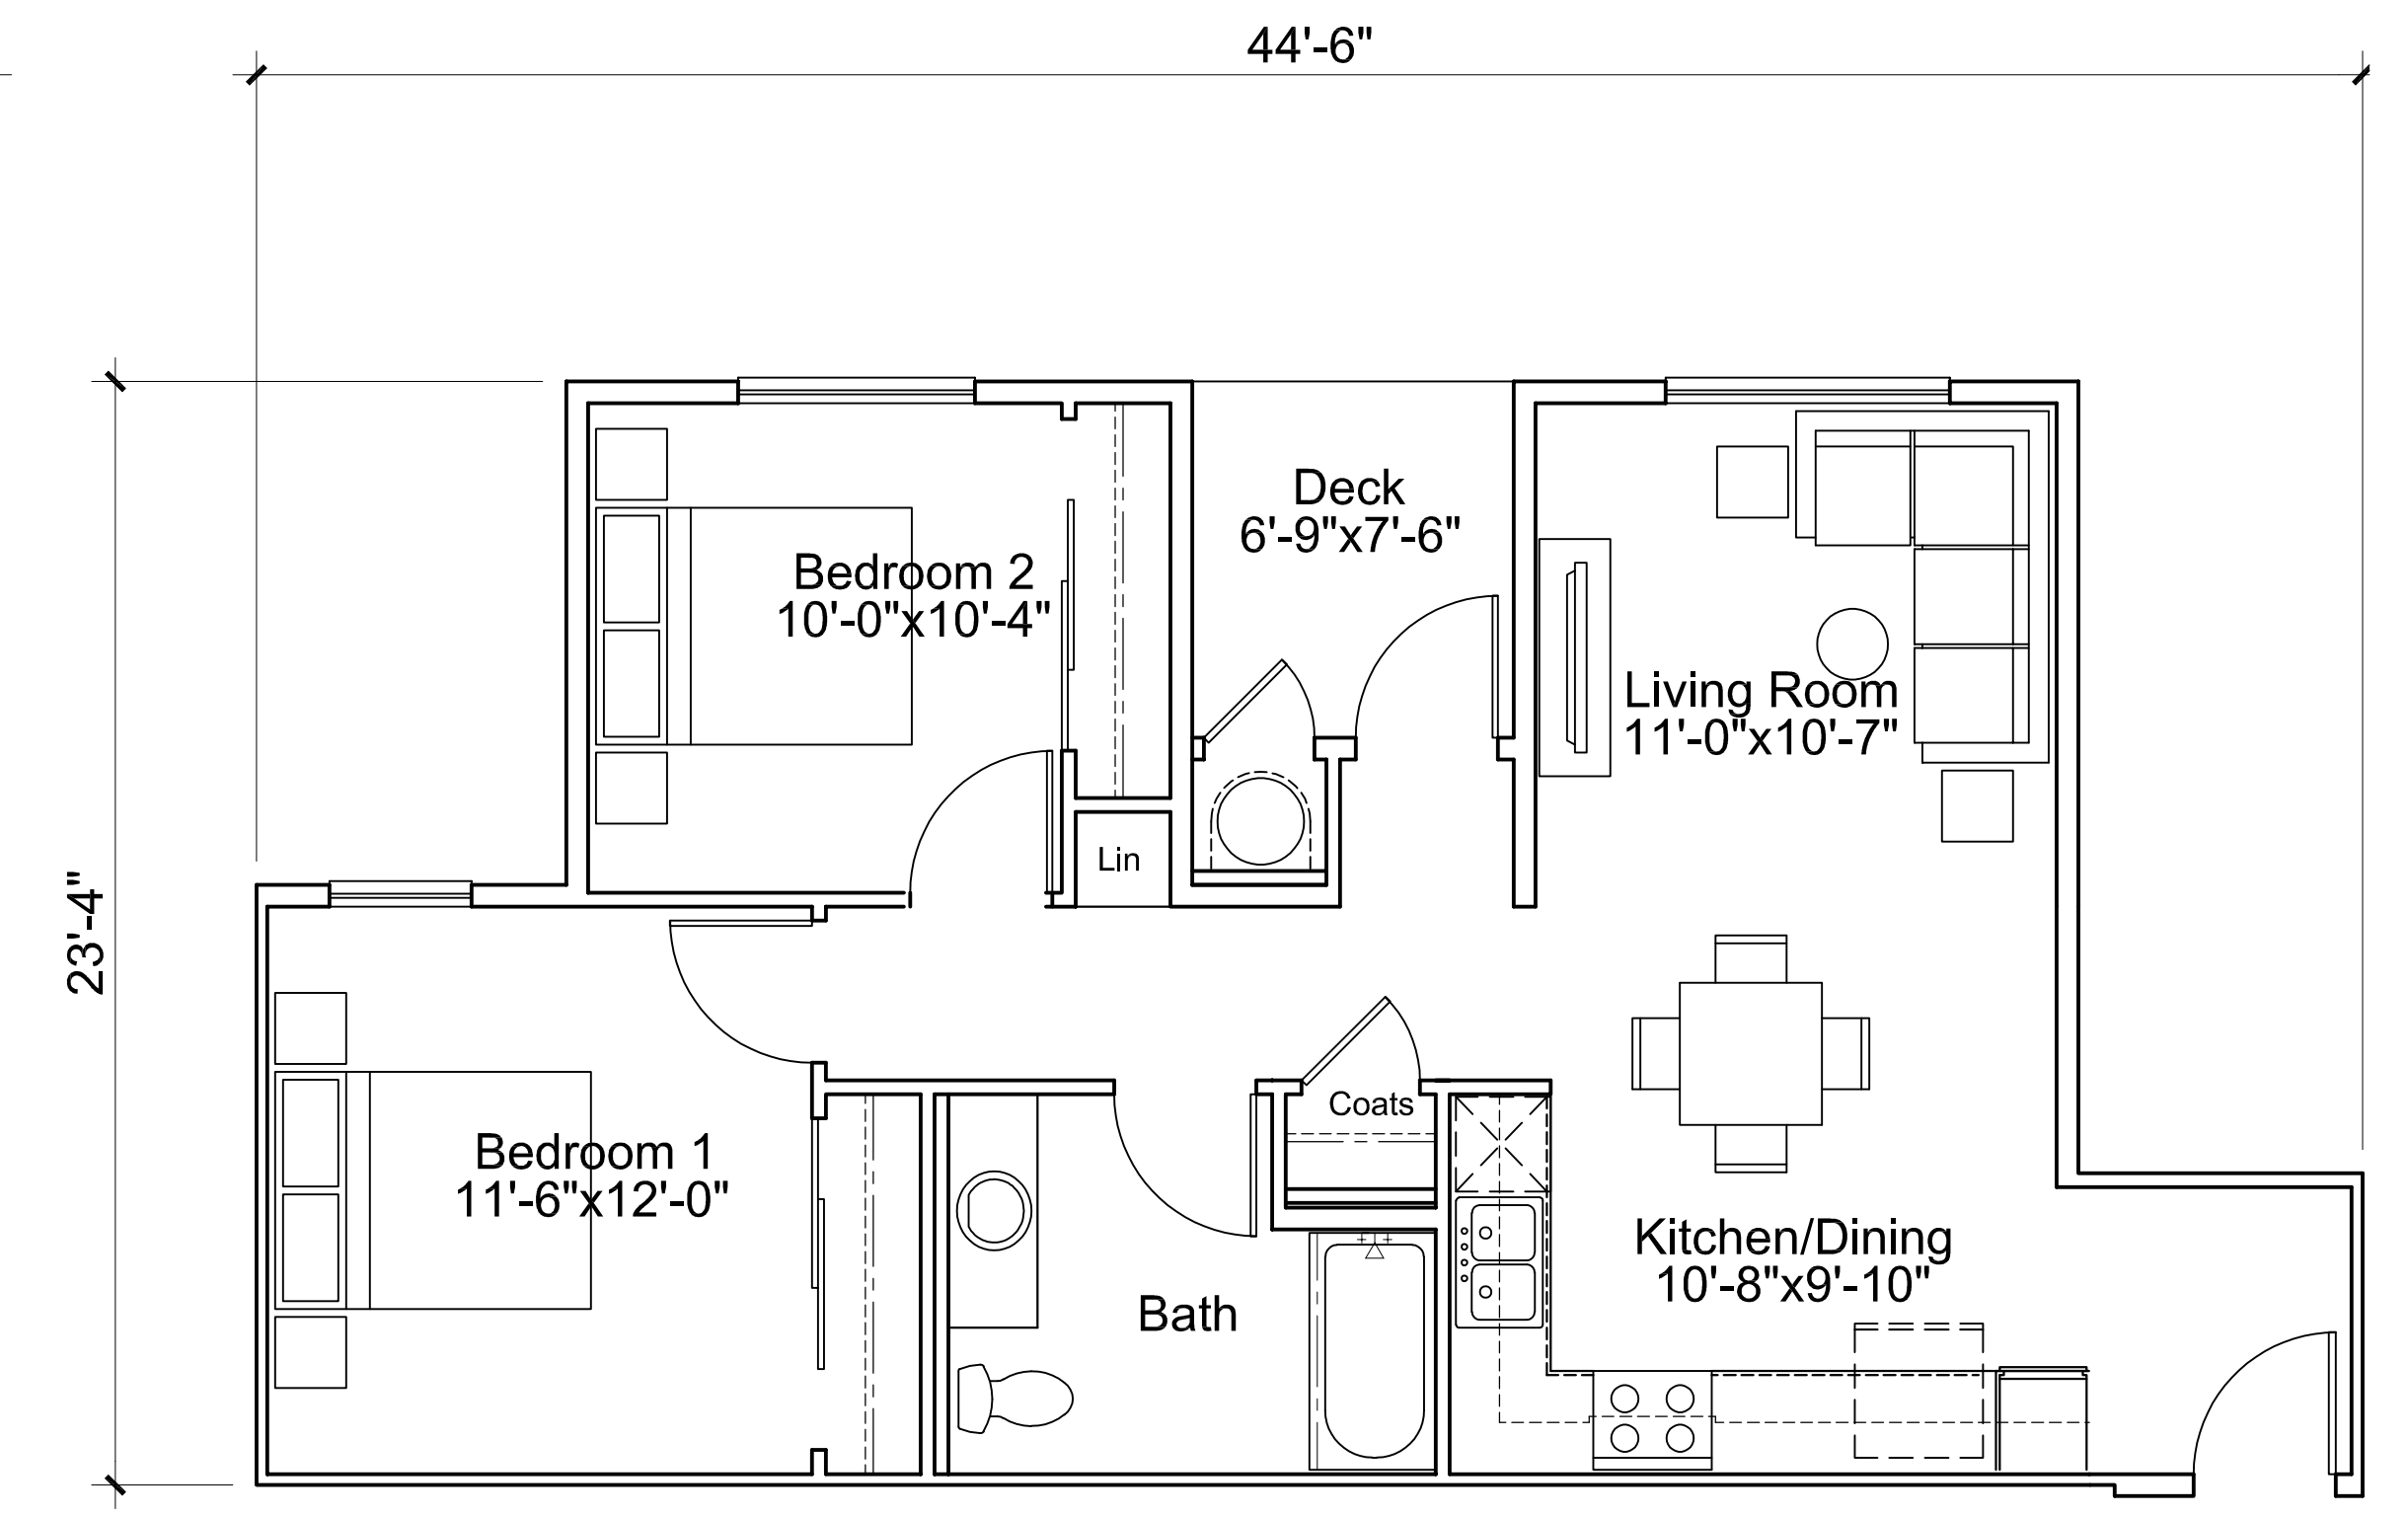 44'-6"
Deck
6'-9"x7'-6"
Bedroom 2
10'-0"x10'-4"
Living Room
11'-0"x10'-7"
Lin
23'-4"
Coats
Bedroom 1
11'-6"x12'-0"
Kitchen/Dining
10'-8"x9'-10"
Bath